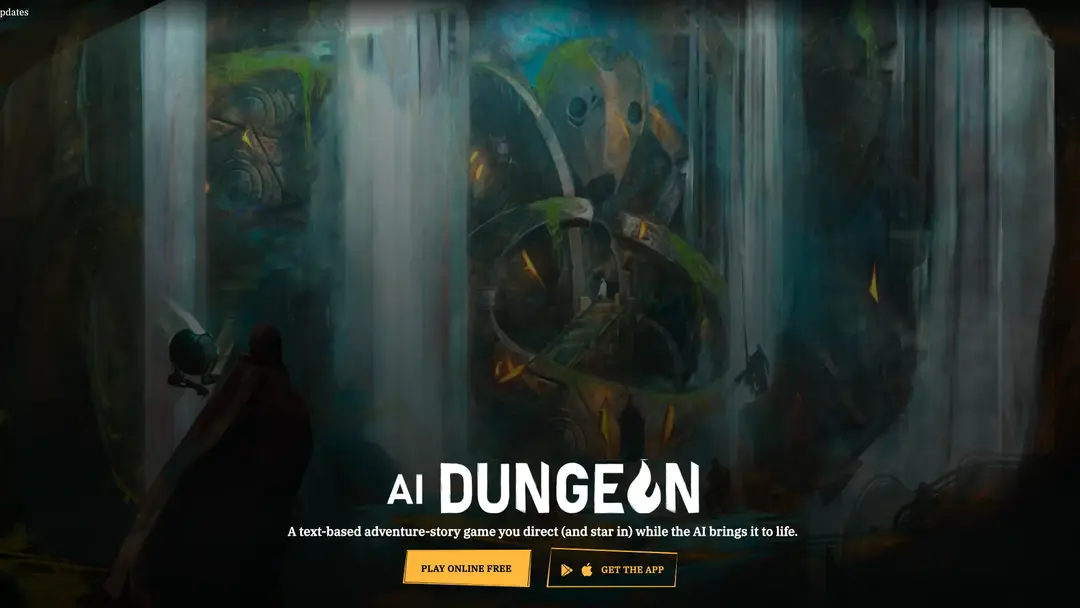 pdates
AI DUNGEON
A text-based adventure-story game you direct (and star in) while the AI brings it to life.
PLAY ONLINE FREE
GET THE APP